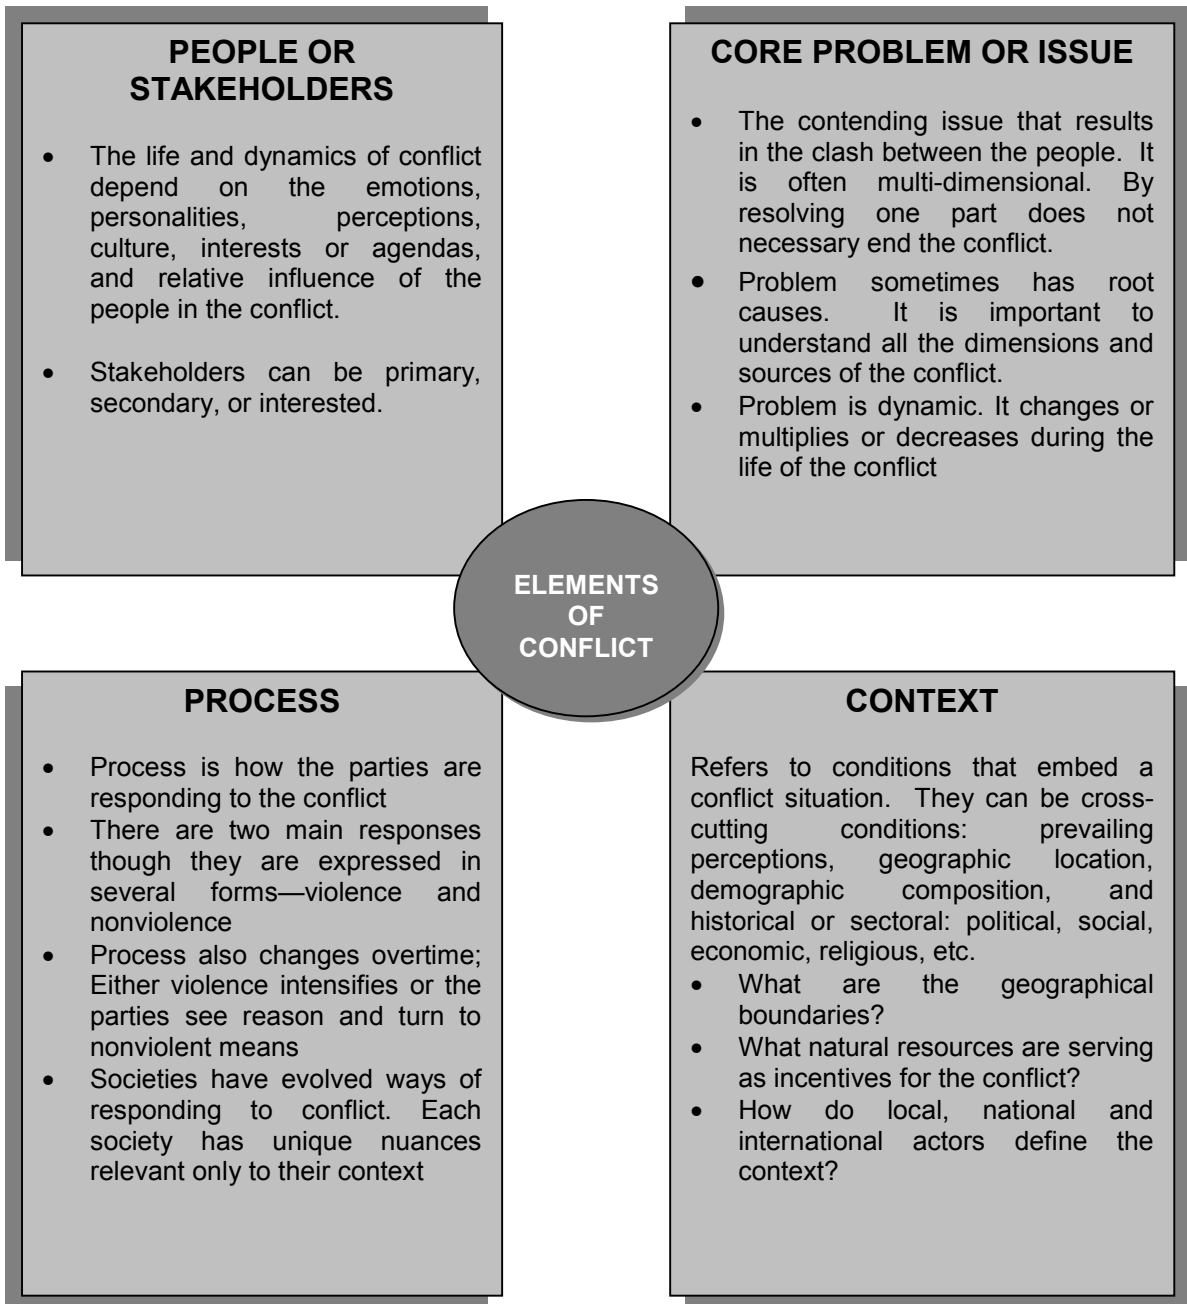 PEOPLE OR
STAKEHOLDERS
• The life and dynamics of conflict
depend on the emotions,
personalities, perceptions,
culture, interests or agendas,
and relative influence of the
people in the conflict.
• Stakeholders can be primary,
secondary, or interested.
CORE PROBLEM OR ISSUE
• The contending issue that results
in the clash between the people. It
is often multi-dimensional. By
resolving one part does not
necessary end the conflict.
• Problem sometimes has root
causes. It is important to
understand all the dimensions and
sources of the conflict.
• Problem is dynamic. It changes or
multiplies or decreases during the
life of the conflict
ELEMENTS
OF
CONFLICT
PROCESS
• Process is how the parties are
responding to the conflict
• There are two main responses
though they are expressed in
several forms—violence and
nonviolence
• Process also changes overtime;
Either violence intensifies or the
parties see reason and turn to
nonviolent means
• Societies have evolved ways of
responding to conflict. Each
society has unique nuances
relevant only to their context
CONTEXT
Refers to conditions that embed a
conflict situation. They can be cross-
cutting conditions: prevailing
perceptions, geographic location,
demographic composition, and
historical or sectoral: political, social,
economic, religious, etc.
• What are the geographical
boundaries?
• What natural resources are serving
as incentives for the conflict?
• How do local, national and
international actors define the
context?